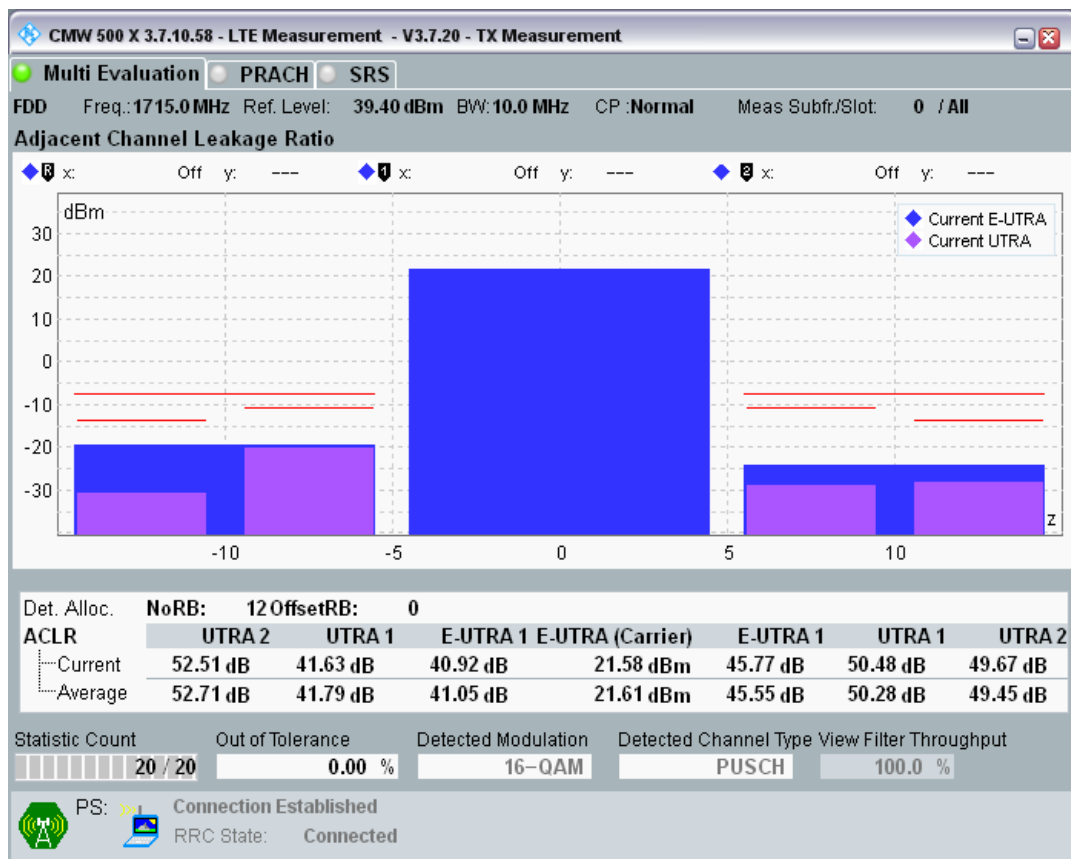 CMW 500 X 3.7.10.58 - LTE Measurement - V3.7.20 - TX Measurement
Multi Evaluation PRACH SRS
FDD Freq.: 1715.0 MHz Ref. Level: 39.40 dBm BW: 10.0 MHz CP :Normal Meas Subfr./Slot: 0 / All
Adjacent Channel Leakage Ratio
R x: Off y: --- 1 x: Off y: --- 2 x: Off y: ---
dBm
Current E-UTRA
Current UTRA
30
20
10
0
-10
-20
-30
z
-10 -5 0 5 10
Det. Alloc. NoRB: 12 OffsetRB: 0
ACLR UTRA 2 UTRA 1 E-UTRA 1 E-UTRA (Carrier) E-UTRA 1 UTRA 1 UTRA 2
Current 52.51 dB 41.63 dB 40.92 dB 21.58 dBm 45.77 dB 50.48 dB 49.67 dB
Average 52.71 dB 41.79 dB 41.05 dB 21.61 dBm 45.55 dB 50.28 dB 49.45 dB
Statistic Count Out of Tolerance Detected Modulation Detected Channel Type View Filter Throughput
20 / 20 0.00 % 16-QAM PUSCH 100.0 %
PS: Connection Established
RRC State: Connected